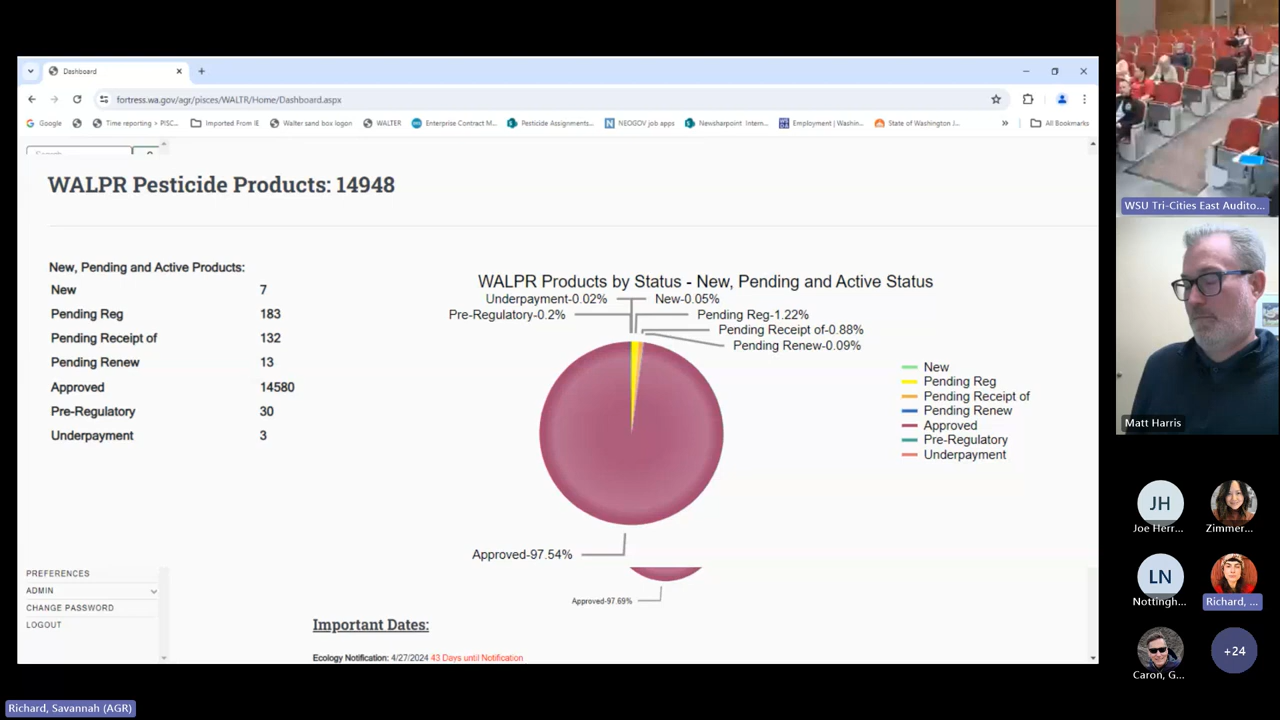 Dashboard
fortress.wa.gov/agr/pisces/WALTR/Home/Dashboard.aspx
Google
Time reporting > PISC...
Imported From IE
Walter sand box logon
WALTER
Enterprise Contract M...
Pesticide Assignments...
NEOGOV job apps
Newsharpoint Intern...
Employment | Washin...
State of Washington J...
»
All Bookmarks
WALPR Pesticide Products: 14948
New, Pending and Active Products:
New 7
Pending Reg 183
Pending Receipt of 132
Pending Renew 13
Approved 14580
Pre-Regulatory 30
Underpayment 3
WALPR Products by Status - New, Pending and Active Status
Underpayment-0.02%
New-0.05%
Pre-Regulatory-0.2%
Pending Reg-1.22%
Pending Receipt of-0.88%
Pending Renew-0.09%
New
Pending Reg
Pending Receipt of
Pending Renew
Approved
Pre-Regulatory
Underpayment
Approved-97.54%
PREFERENCES
ADMIN
CHANGE PASSWORD
LOGOUT
Approved-97.69%
Important Dates:
Ecology Notification: 4/27/2024 43 Days until Notification
WSU Tri-Cities East Audito...
Matt Harris
JH
Joe Herr...
Zimmer...
LN
Nottingh...
Richard, ...
Caron, G...
+24
Richard, Savannah (AGR)